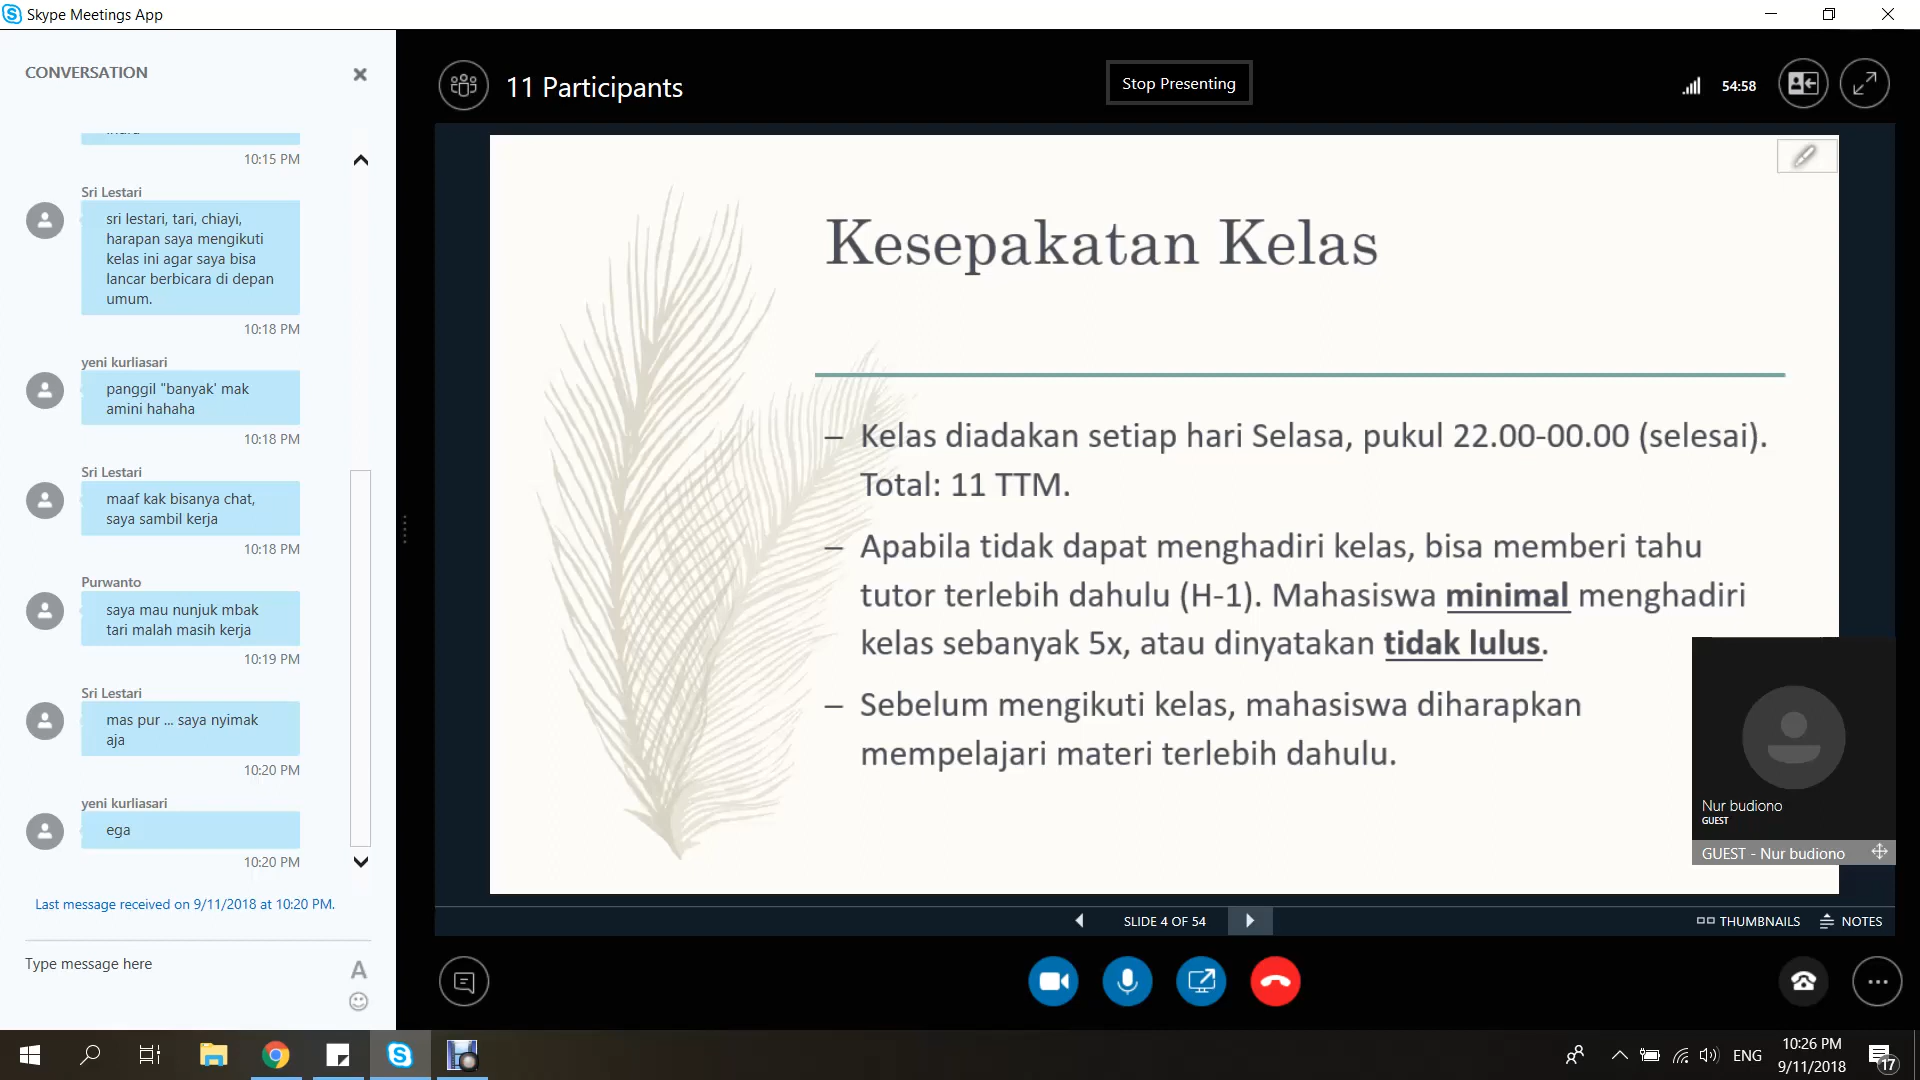 Skype Meetings App
CONVERSATION
10:15 PM
Sri Lestari
sri lestari, tari, chiayi,
harapan saya mengikuti
kelas ini agar saya bisa
lancar berbicara di depan
umum.
10:18 PM
yeni kurliasari
panggil "banyak' mak
amini hahaha
10:18 PM
Sri Lestari
maaf kak bisanya chat,
saya sambil kerja
10:18 PM
Purwanto
saya mau nunjuk mbak
tari malah masih kerja
10:19 PM
Sri Lestari
mas pur ... saya nyimak
aja
10:20 PM
yeni kurliasari
ega
10:20 PM
Last message received on 9/11/2018 at 10:20 PM.
Type message here
A
11 Participants
Stop Presenting
54:58
Kesepakatan Kelas
– Kelas diadakan setiap hari Selasa, pukul 22.00-00.00 (selesai).
Total: 11 TTM.
– Apabila tidak dapat menghadiri kelas, bisa memberi tahu
tutor terlebih dahulu (H-1). Mahasiswa minimal menghadiri
kelas sebanyak 5x, atau dinyatakan tidak lulus.
– Sebelum mengikuti kelas, mahasiswa diharapkan
mempelajari materi terlebih dahulu.
Nur budiono
GUEST
GUEST - Nur budiono
SLIDE 4 OF 54
THUMBNAILS
NOTES
ENG
10:26 PM
9/11/2018
17